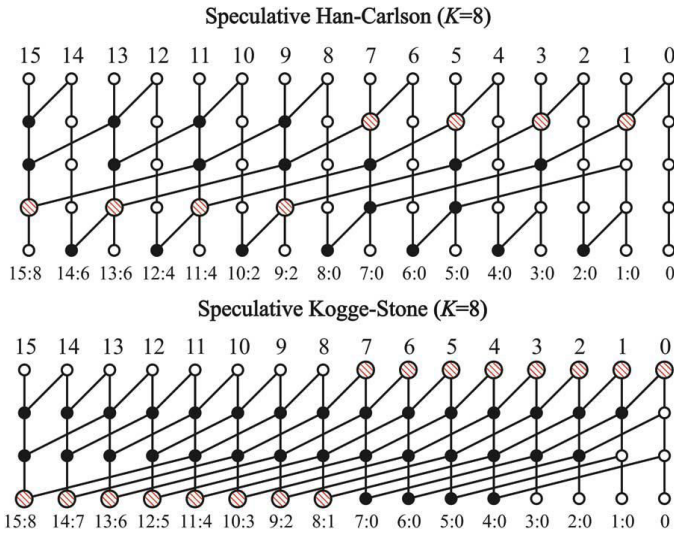 Speculative Han-Carlson (K=8)
15 14 13 12 11 10 9 8 7 6 5 4 3 2 1 0
15:8 14:6 13:6 12:4 11:4 10:2 9:2 8:0 7:0 6:0 5:0 4:0 3:0 2:0 1:0 0
Speculative Kogge-Stone (K=8)
15 14 13 12 11 10 9 8 7 6 5 4 3 2 1 0
15:8 14:7 13:6 12:5 11:4 10:3 9:2 8:1 7:0 6:0 5:0 4:0 3:0 2:0 1:0 0